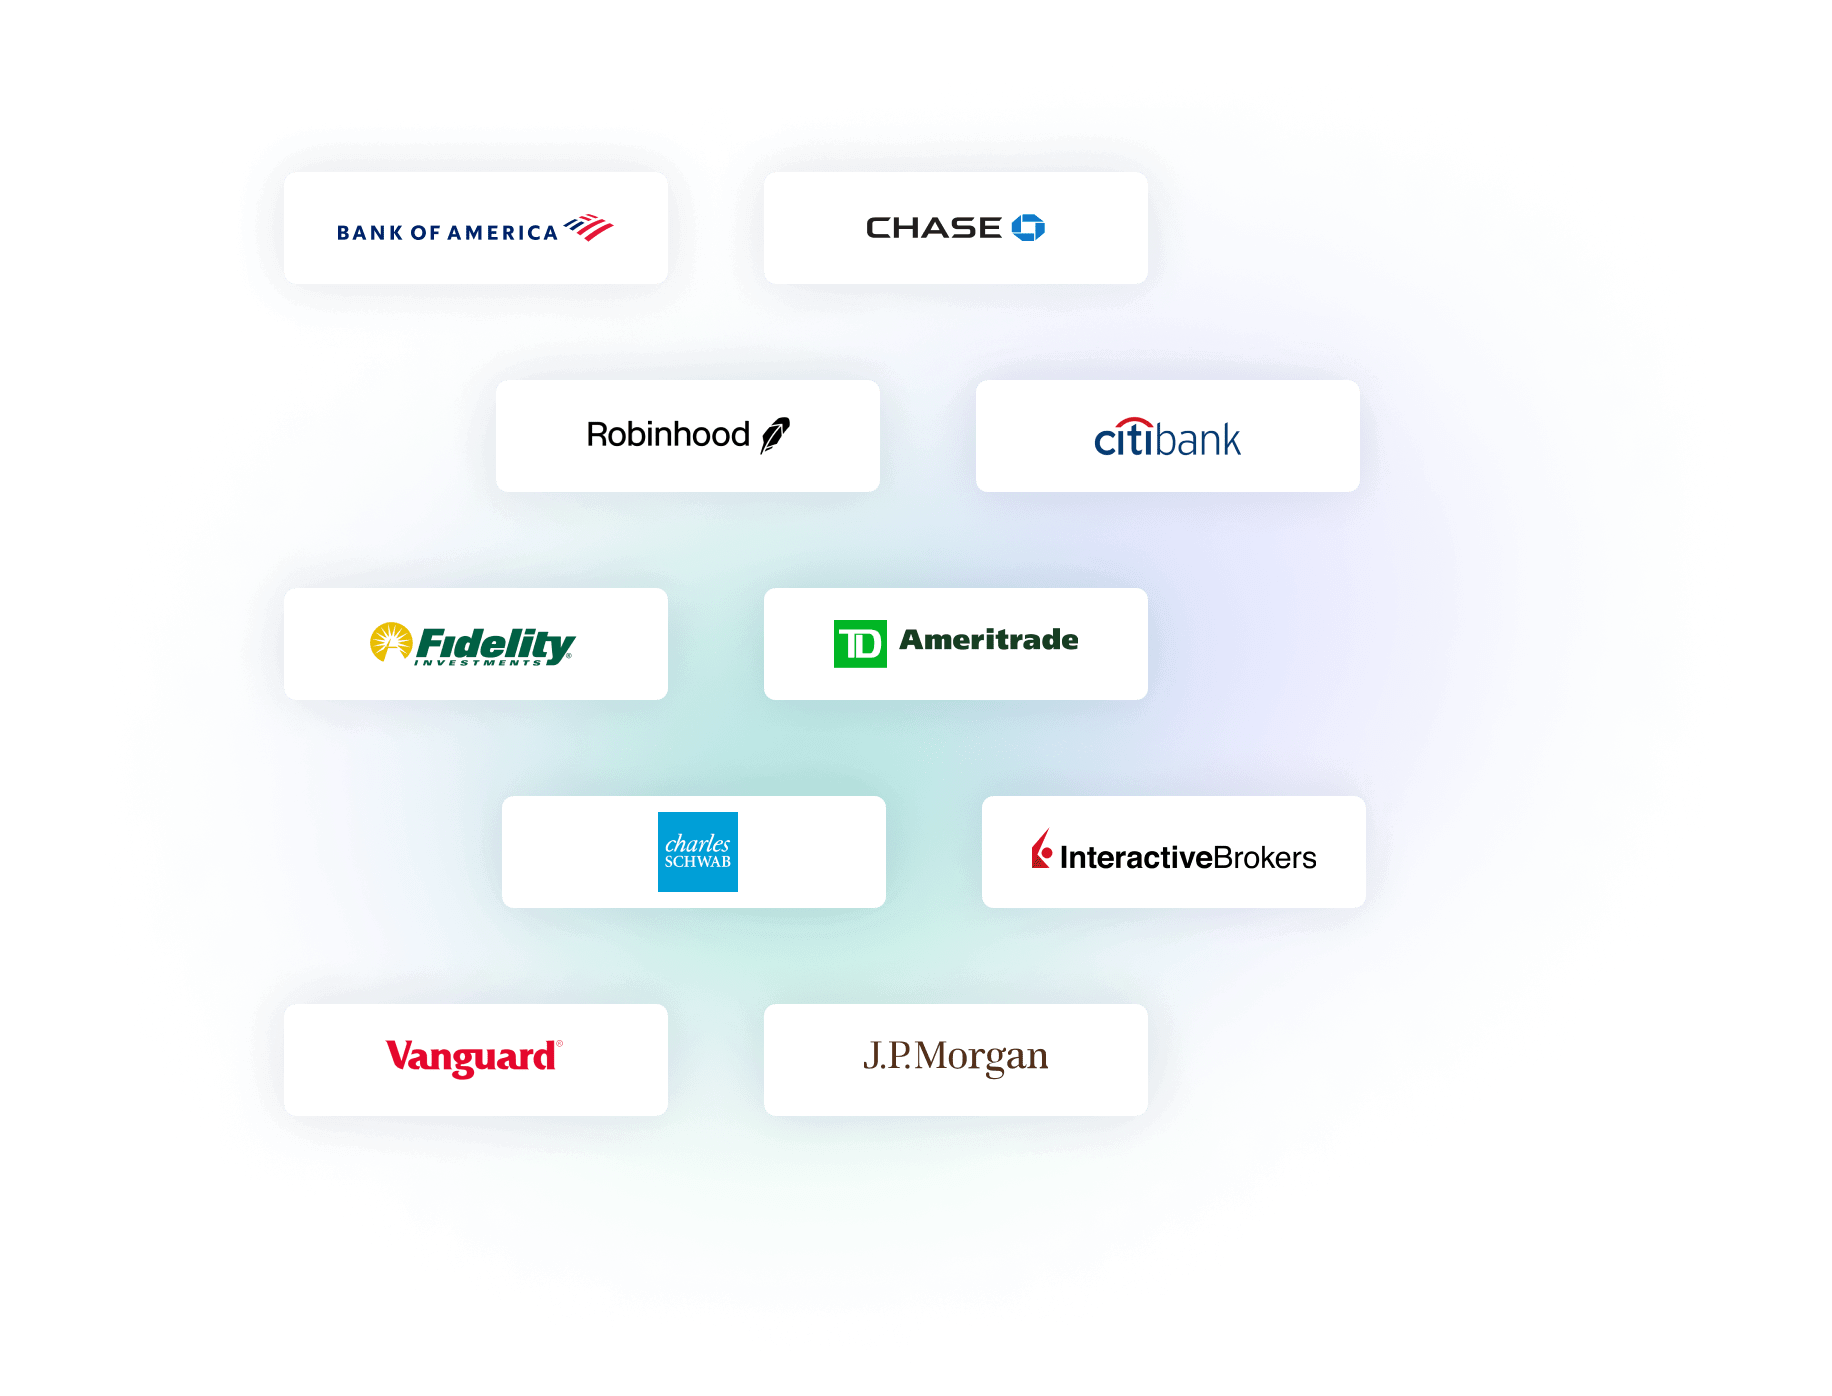 BANK OF AMERICA
CHASE
Robinhood
citibank
Fidelity®
INVESTMENTS
TD Ameritrade
charles
SCHWAB
InteractiveBrokers
Vanguard®
J.P.Morgan